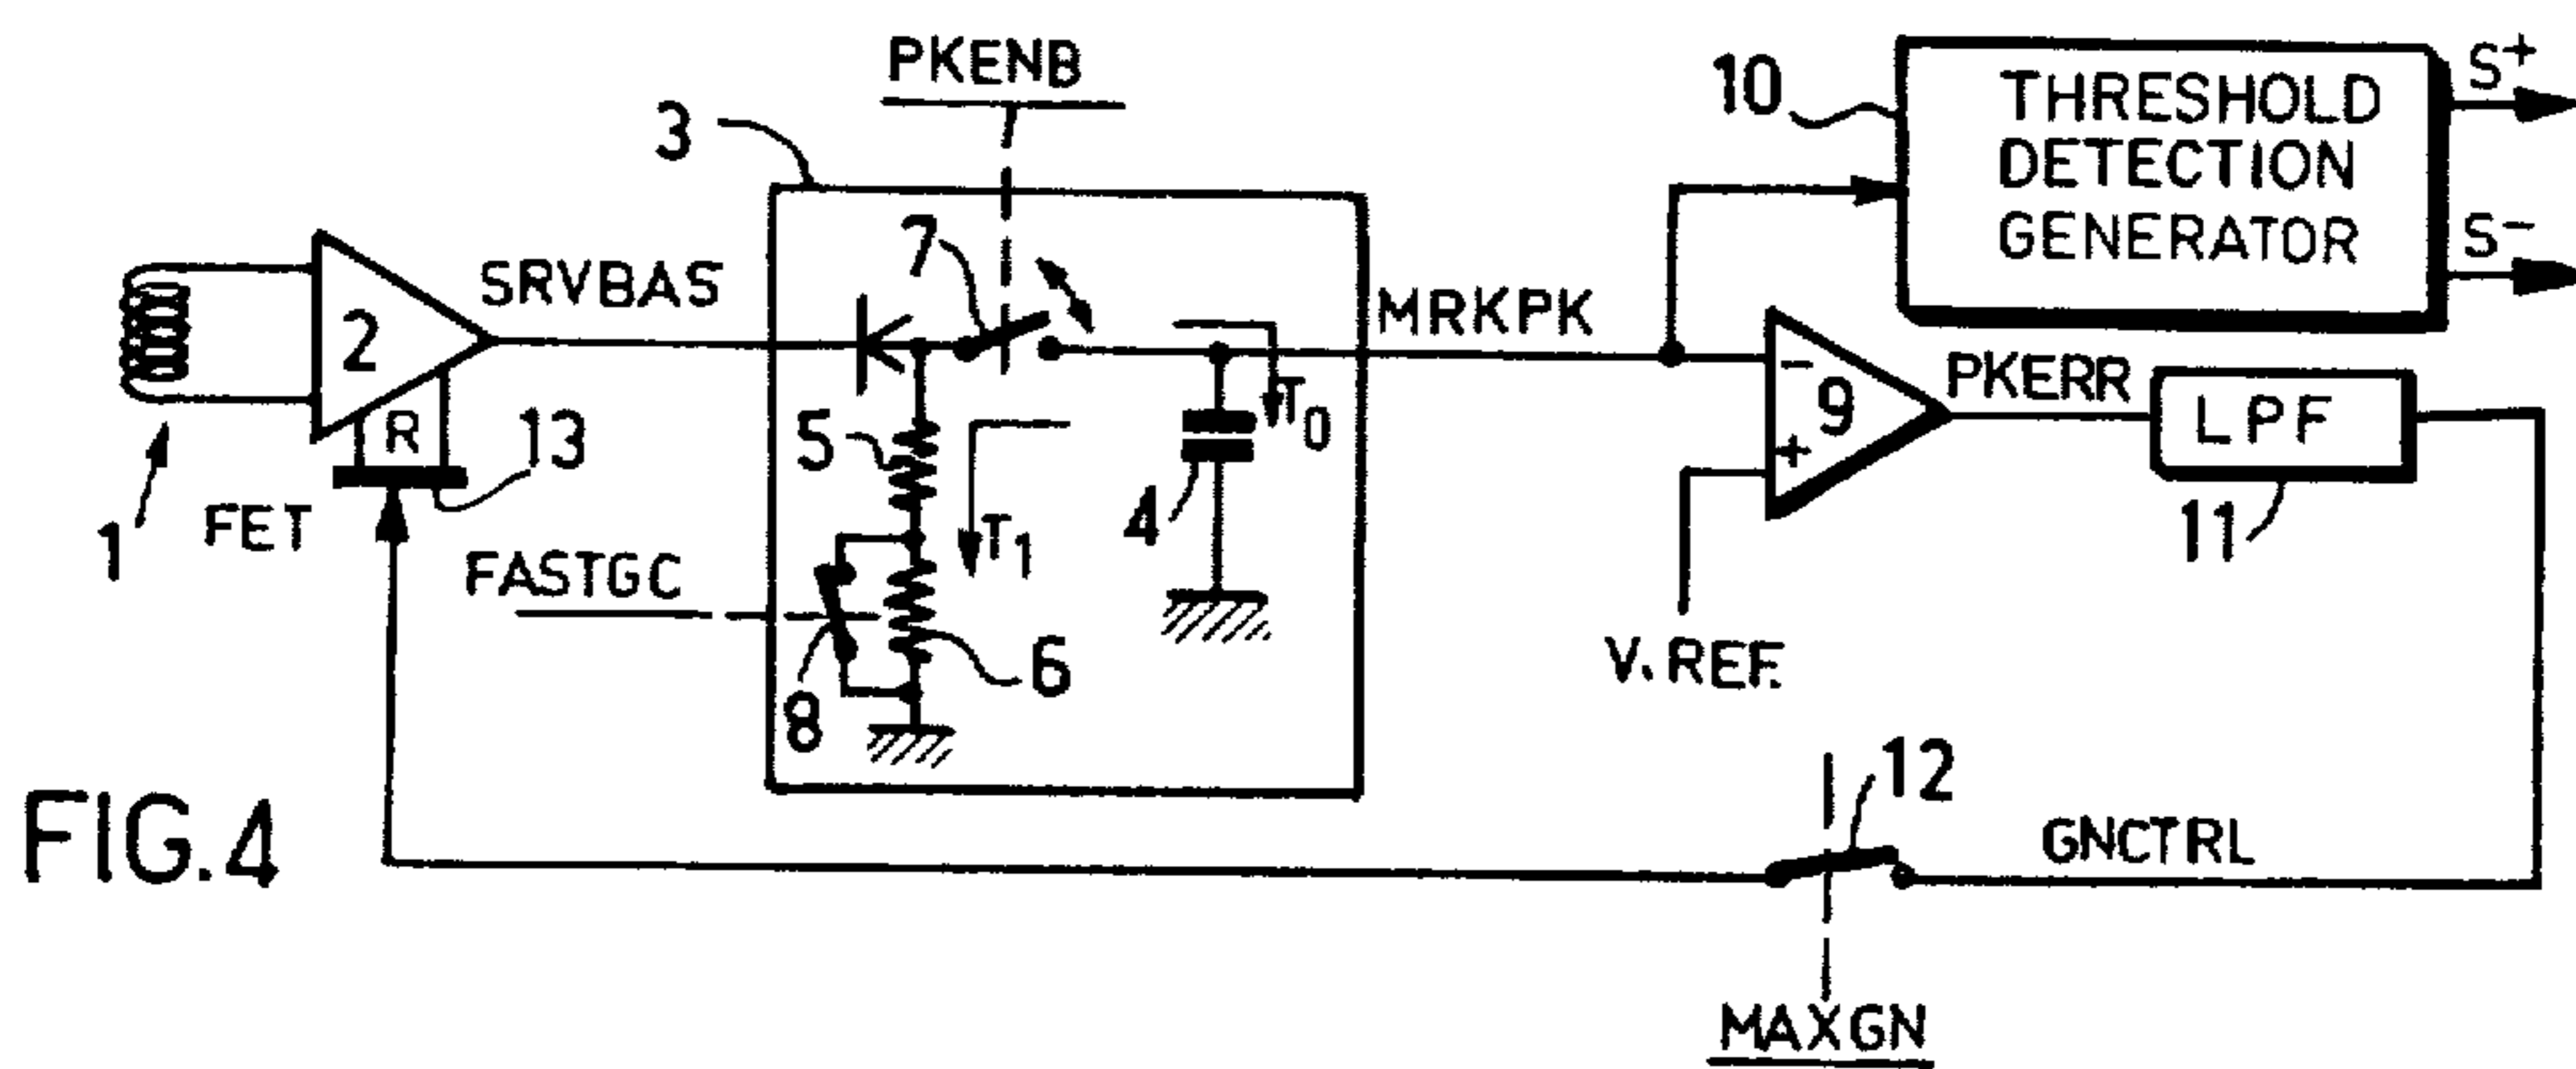 PKENB
10
THRESHOLD
DETECTION
GENERATOR
S+
S-
3
7
2
SRVBAS
MRKPK
-
9
+
PKERR
LPF
11
R
13
5
T1
4
T0
1
FET
FASTGC
8
6
V.REF.
12
GNCTRL
FIG.4
MAXGN